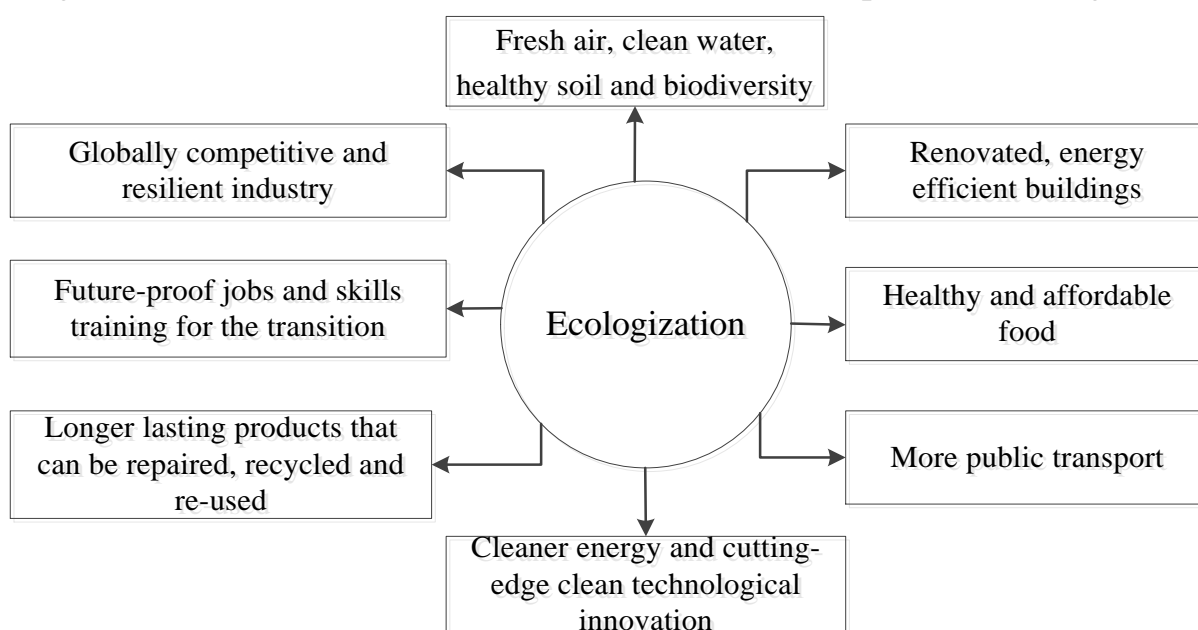 Fresh air, clean water,
healthy soil and biodiversity
Globally competitive and
resilient industry
Renovated, energy
efficient buildings
Future-proof jobs and skills
training for the transition
Ecologization
Healthy and affordable
food
Longer lasting products that
can be repaired, recycled and
re-used
More public transport
Cleaner energy and cutting-
edge clean technological
innovation